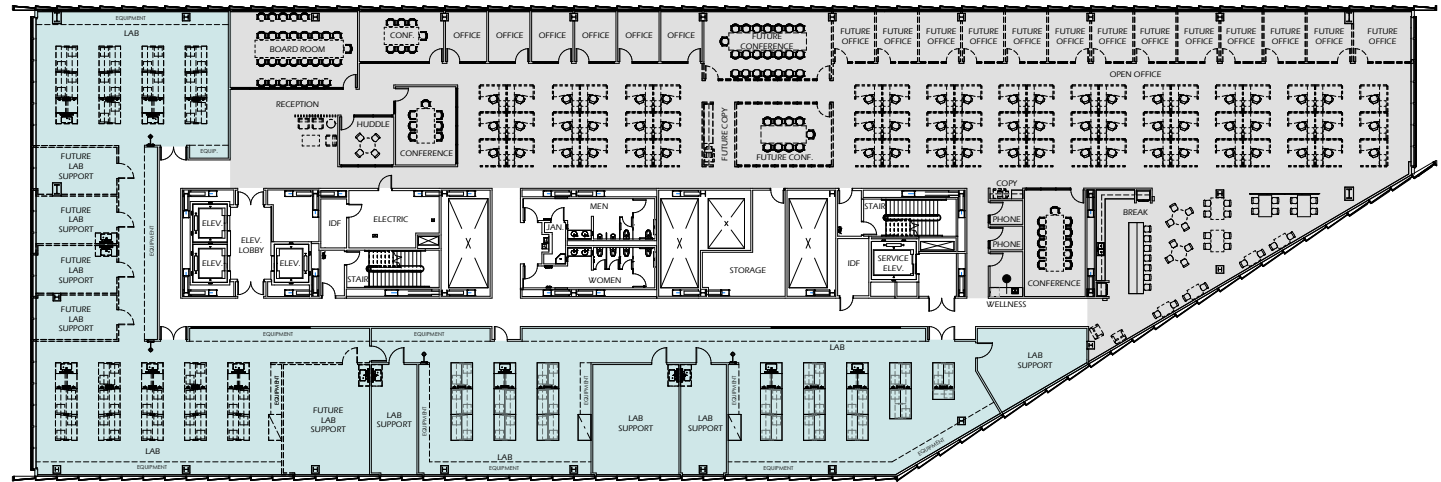 EQUIPMENT
LAB
EQUIP.
BOARD ROOM
CONF.
OFFICE
OFFICE
OFFICE
OFFICE
OFFICE
OFFICE
FUTURE
CONFERENCE
FUTURE
OFFICE
FUTURE
OFFICE
FUTURE
OFFICE
FUTURE
OFFICE
FUTURE
OFFICE
FUTURE
OFFICE
FUTURE
OFFICE
FUTURE
OFFICE
FUTURE
OFFICE
FUTURE
OFFICE
FUTURE
OFFICE
FUTURE
OFFICE
FUTURE
OFFICE
OPEN OFFICE
RECEPTION
HUDDLE
CONFERENCE
FUTURE COPY
FUTURE CONF.
FUTURE
LAB
SUPPORT
FUTURE
LAB
SUPPORT
FUTURE
LAB
SUPPORT
FUTURE
LAB
SUPPORT
EQUIPMENT
ELEV.
ELEV.
ELEV.
LOBBY
ELEV.
IDF
ELECTRIC
STAIR
X
MEN
JAN.
WOMEN
X
X
STORAGE
X
STAIR
IDF
SERVICE
ELEV.
COPY
PHONE
PHONE
WELLNESS
CONFERENCE
BREAK
EQUIPMENT
EQUIPMENT
LAB
LAB
SUPPORT
EQUIPMENT
FUTURE
LAB
SUPPORT
LAB
SUPPORT
EQUIPMENT
EQUIPMENT
LAB
SUPPORT
LAB
SUPPORT
EQUIPMENT
LAB
EQUIPMENT
LAB
EQUIPMENT
EQUIPMENT
EQUIPMENT